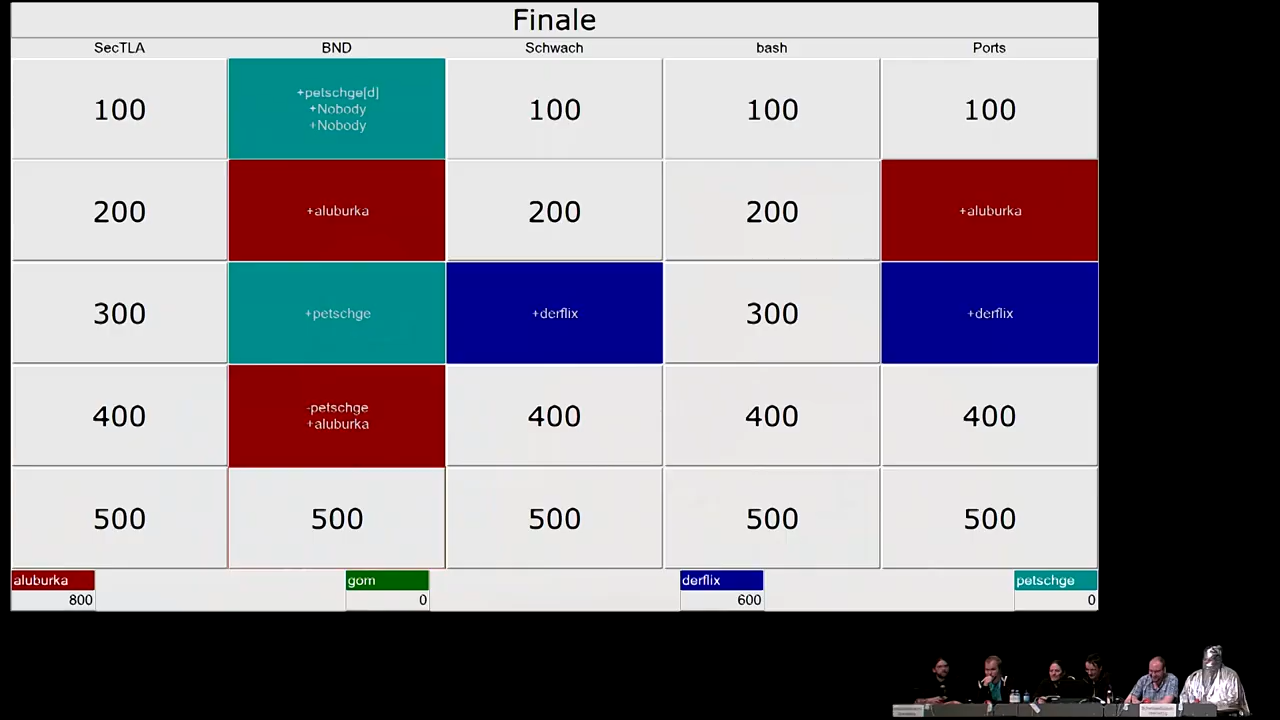 Finale
SecTLA BND Schwach bash Ports
100 +petschge[d] 100 100 100
+Nobody
+Nobody
200 +aluburka 200 200 +aluburka
300 +petschge +derflix 300 +derflix
400 -petschge 400 400 400
+aluburka
500 500 500 500 500
aluburka gom derflix petschge
800 0 600 0